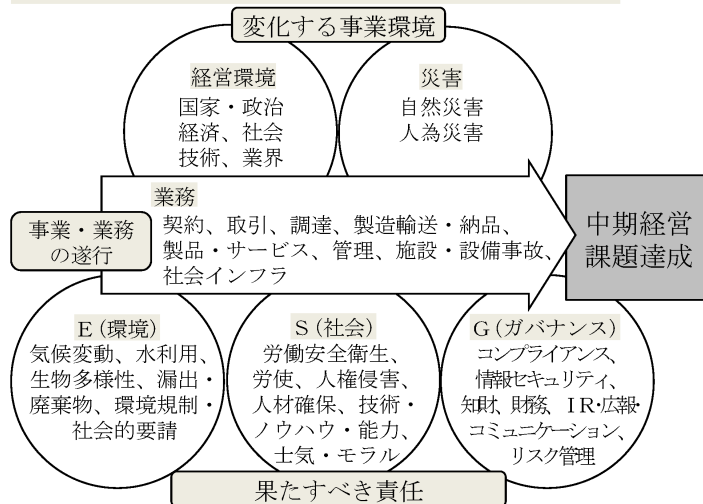 変化する事業環境
経営環境
国家・政治
経済、社会
技術、業界
災害
自然災害
人為災害
事業・業務
の遂行
業務
契約、取引、調達、製造輸送・納品、
製品・サービス、管理、施設・設備事故、
社会インフラ
中期経営
課題達成
E(環境)
気候変動、水利用、
生物多様性、漏出・
廃棄物、環境規制・
社会的要請
S(社会)
労働安全衛生、
労使、人権侵害、
人材確保、技術・
ノウハウ・能力、
士気・モラル
G(ガバナンス)
コンプライアンス、
情報セキュリティ、
知財、財務、IR・広報・
コミュニケーション、
リスク管理
果たすべき責任